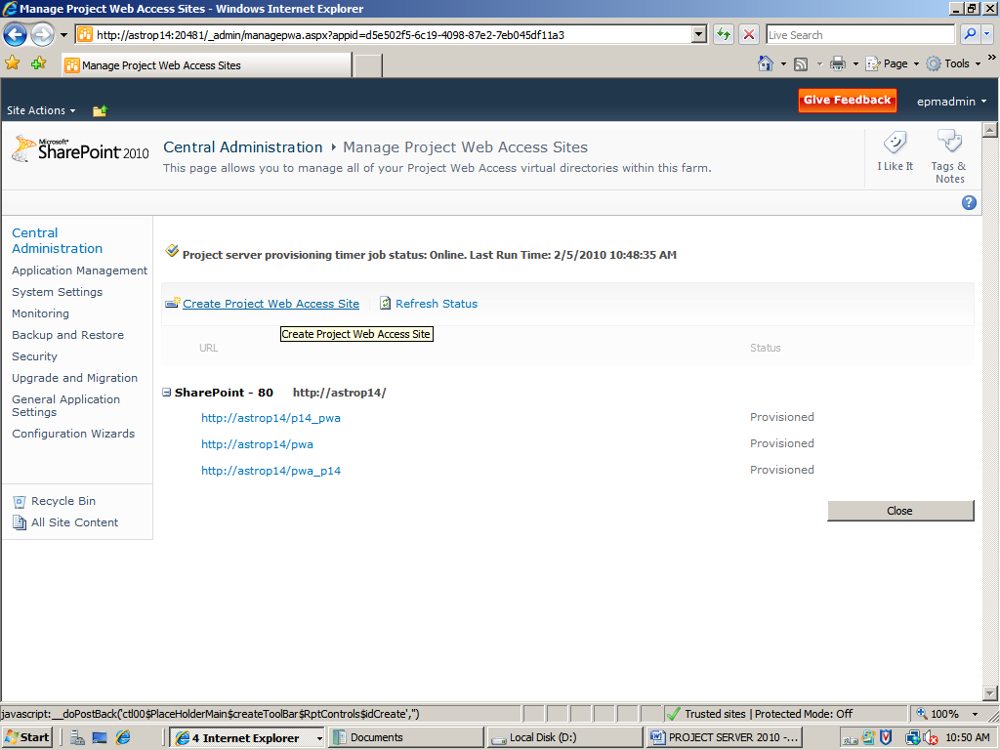 Manage Project Web Access Sites - Windows Internet Explorer
http://astrop14:20481/_admin/managepwa.aspx?appid=d5e502f5-6c19-4098-87e2-7eb045df11a3
Live Search
Manage Project Web Access Sites
Page
Tools
Site Actions
Give Feedback
epmadmin
Microsoft
SharePoint 2010
Central Administration
Manage Project Web Access Sites
This page allows you to manage all of your Project Web Access virtual directories within this farm.
I Like It
Tags &
Notes
Central
Administration
Application Management
System Settings
Monitoring
Backup and Restore
Security
Upgrade and Migration
General Application
Settings
Configuration Wizards
Recycle Bin
All Site Content
Project server provisioning timer job status: Online. Last Run Time: 2/5/2010 10:48:35 AM
Create Project Web Access Site
Refresh Status
Create Project Web Access Site
URL
Status
SharePoint - 80 http://astrop14/
http://astrop14/p14_pwa Provisioned
http://astrop14/pwa Provisioned
http://astrop14/pwa_p14 Provisioned
Close
javascript:__doPostBack('ctl00$PlaceHolderMain$createToolBar$RptControls$idCreate','')
Trusted sites | Protected Mode: Off
100%
Start
4 Internet Explorer
Documents
Local Disk (D:)
PROJECT SERVER 2010 -...
10:50 AM